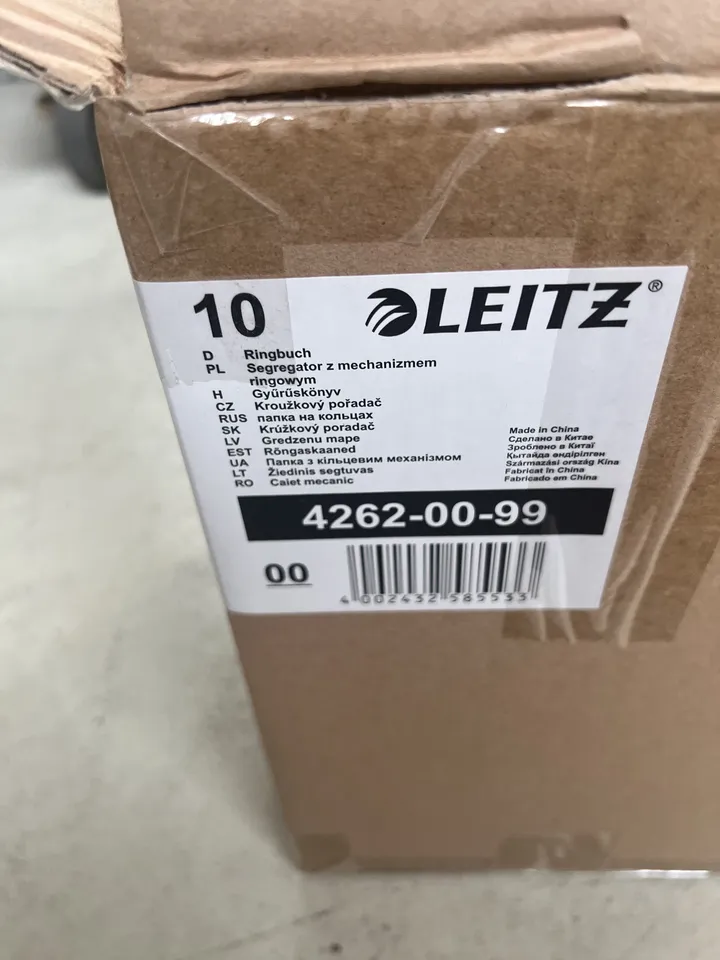 10
LEITZ®
D Ringbuch
PL Segregator z mechanizmem
ringowym
H Gyűrűskönyv
CZ Kroužkový pořadač
RUS папка на кольцах
SK Krúžkový poradač
LV Gredzenu mape
EST Rõngaskaaned
UA Папка з кільцевим механізмом
LT Žiedinis segtuvas
RO Caiet mecanic
Made in China
Сделано в Китае
Зроблено в Китаї
Қытайда өндірілген
Származási ország Kína
Fabricat în China
Fabricado em China
4262-00-99
00
4 002432 585533